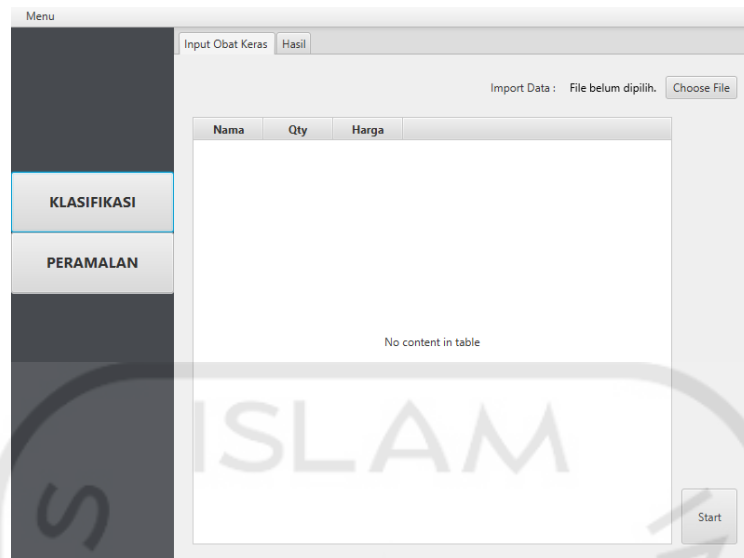 Menu
Input Obat Keras Hasil
Import Data : File belum dipilih. Choose File
Nama Qty Harga
KLASIFIKASI
PERAMALAN
No content in table
ISLAM
S
Start